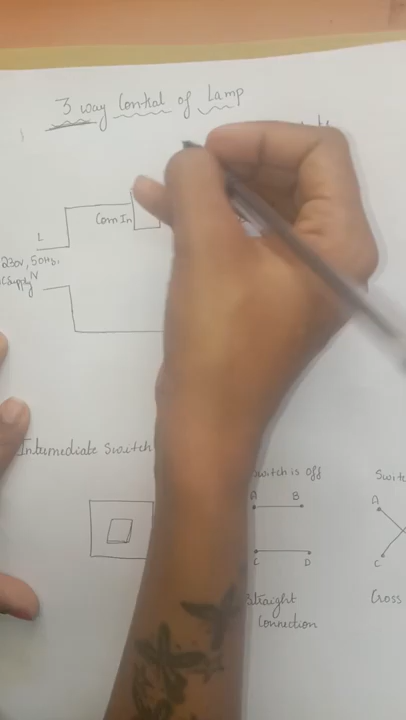 3 way Control of Lamp
L
Com In
230v, 50Hz.
N
Supply
Intermediate Switch
switch is off
A B
C D
Straight
Connection
Switc
A
C
Cross